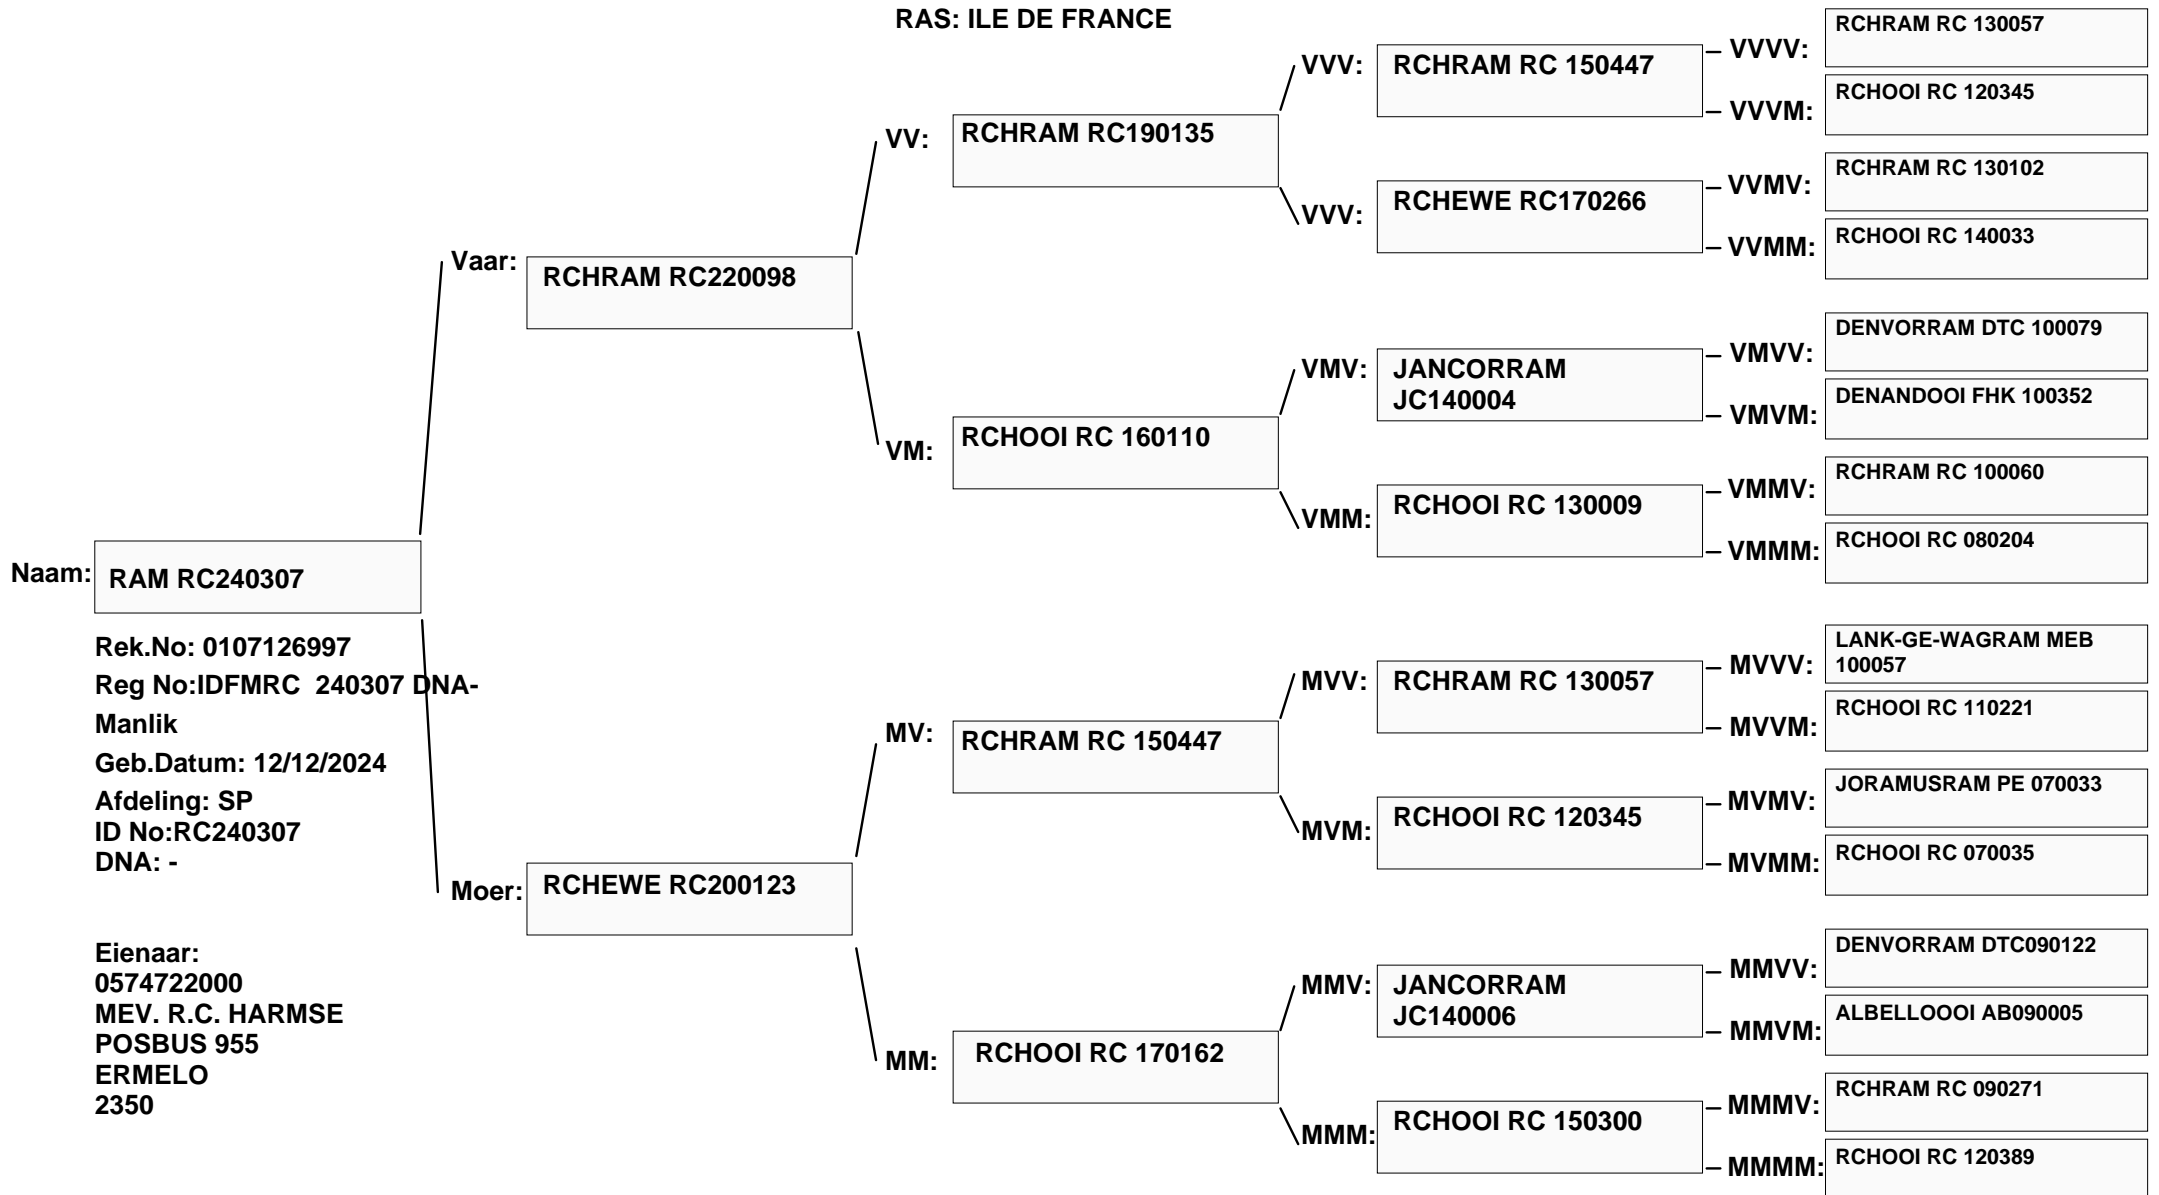 RAS: ILE DE FRANCE
Naam: RAM RC240307
Rek.No: 0107126997
Reg No:IDFMRC  240307 DNA-
Manlik
Geb.Datum: 12/12/2024
Afdeling: SP
ID No:RC240307
DNA: -
Eienaar:
0574722000
MEV. R.C. HARMSE
POSBUS 955
ERMELO
2350
Vaar: RCHRAM RC220098
Moer: RCHEWE RC200123
VV: RCHRAM RC190135
VM: RCHOOI RC 160110
MV: RCHRAM RC 150447
MM: RCHOOI RC 170162
VVV: RCHRAM RC 150447
VVV: RCHEWE RC170266
VMV: JANCORRAM
JC140004
VMM: RCHOOI RC 130009
MVV: RCHRAM RC 130057
MVM: RCHOOI RC 120345
MMV: JANCORRAM
JC140006
MMM: RCHOOI RC 150300
VVVV: RCHRAM RC 130057
VVVM: RCHOOI RC 120345
VVMV: RCHRAM RC 130102
VVMM: RCHOOI RC 140033
VMVV: DENVORRAM DTC 100079
VMVM: DENANDOOI FHK 100352
VMMV: RCHRAM RC 100060
VMMM: RCHOOI RC 080204
MVVV: LANK-GE-WAGRAM MEB
100057
MVVM: RCHOOI RC 110221
MVMV: JORAMUSRAM PE 070033
MVMM: RCHOOI RC 070035
MMVV: DENVORRAM DTC090122
MMVM: ALBELLOOOI AB090005
MMMV: RCHRAM RC 090271
MMMM: RCHOOI RC 120389